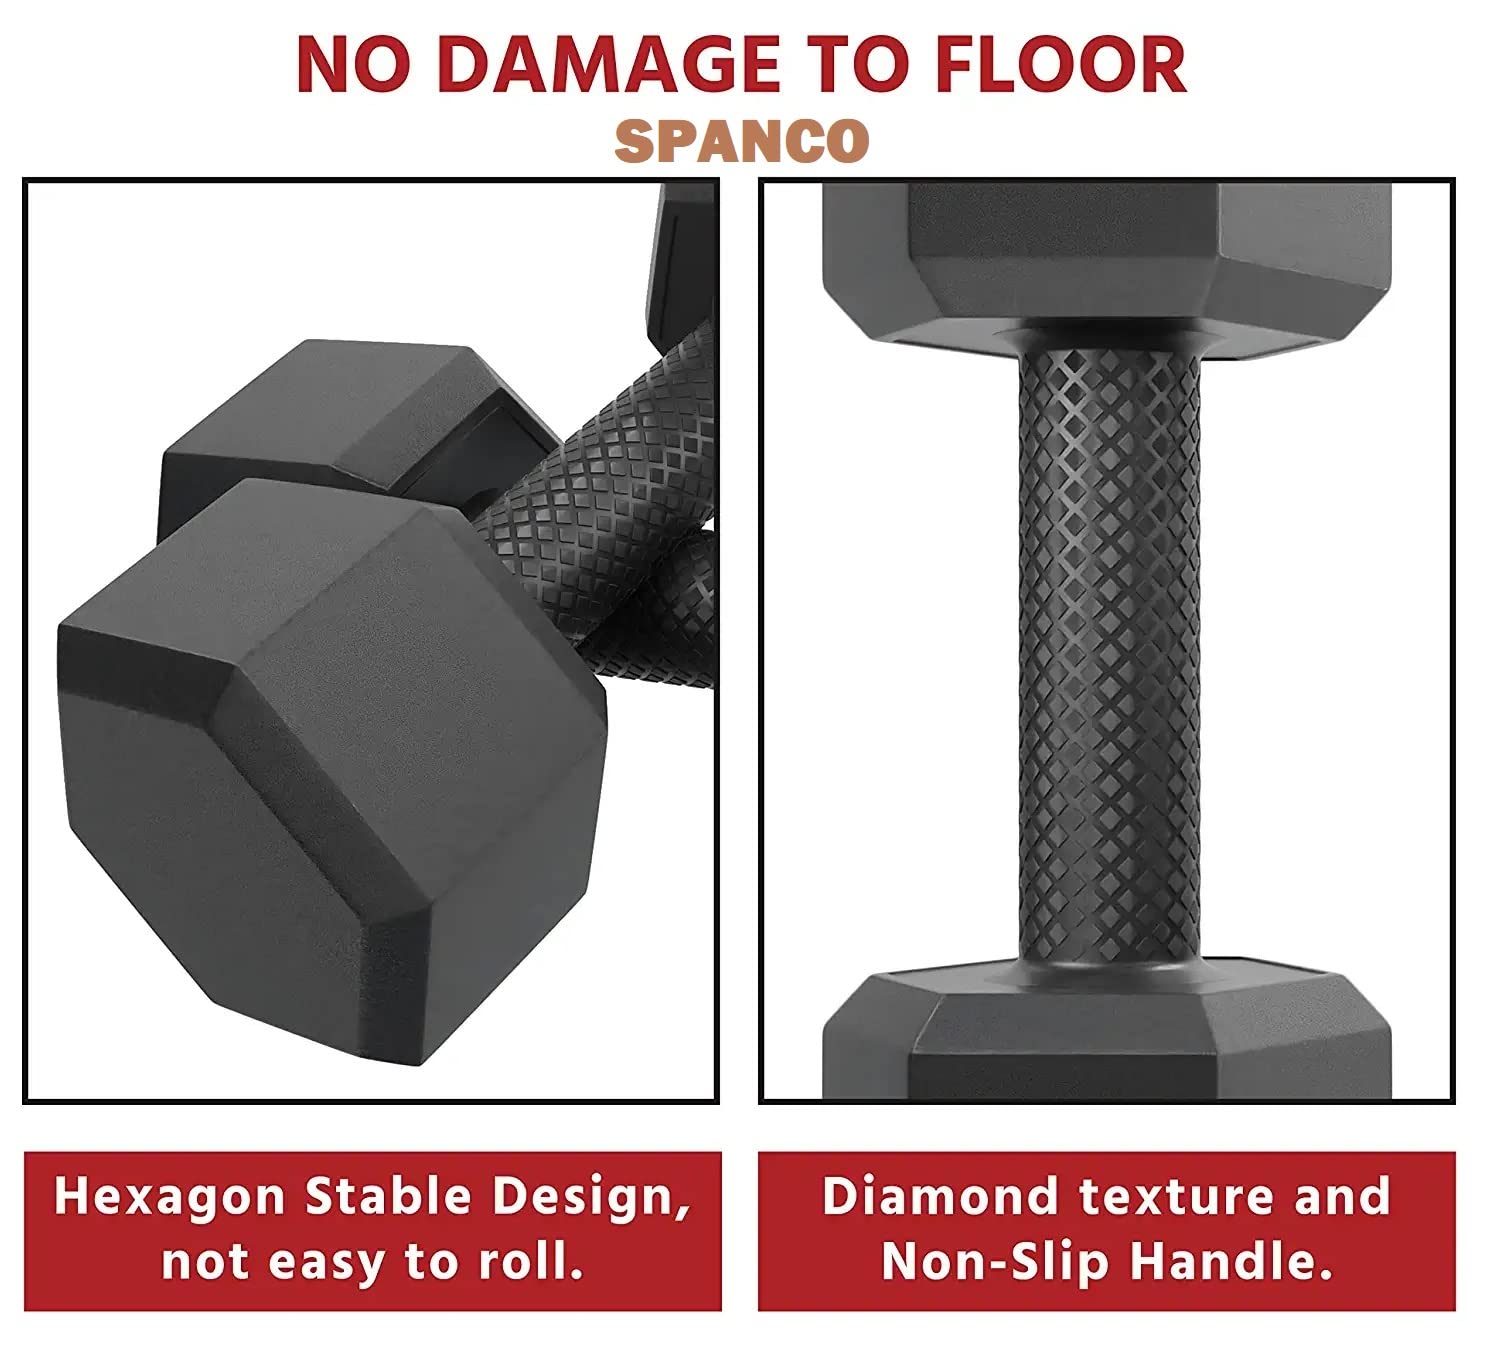 NO DAMAGE TO FLOOR
SPANCO
Hexagon Stable Design,
not easy to roll.
Diamond texture and
Non-Slip Handle.